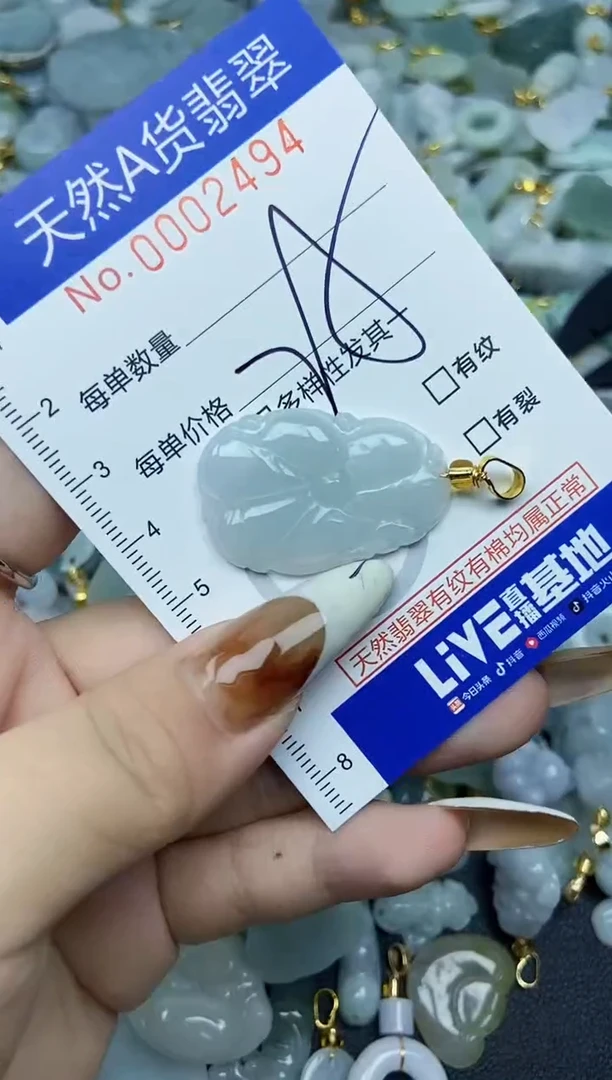 天然A货翡翠
No.0002494
每单数量
每单价格
多样性发其一
有纹
有裂
天然翡翠有纹有棉均属正常
LiVE直播基地
今日头条 抖音 西瓜视频 抖音火山
2
3
4
5
8